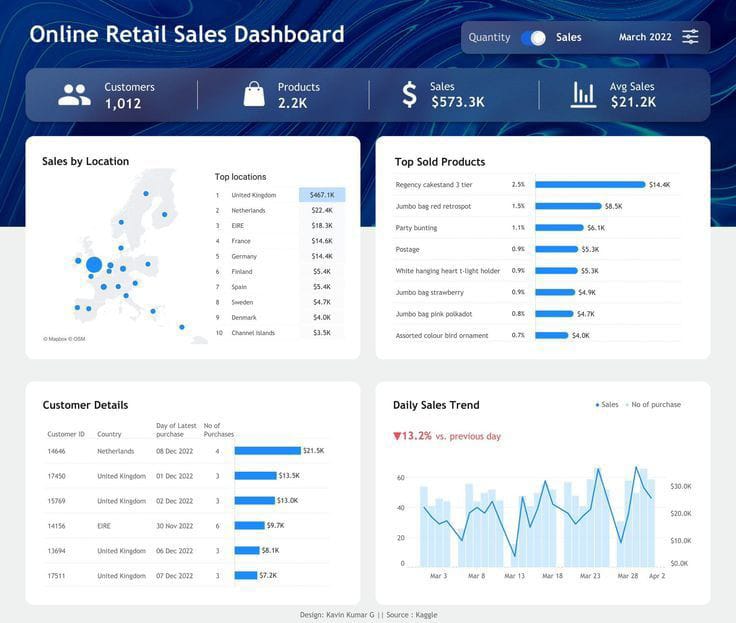 Online Retail Sales Dashboard
Quantity Sales March 2022
Customers
1,012
Products
2.2K
Sales
$573.3K
Avg Sales
$21.2K
Sales by Location
Top locations
1 United Kingdom $467.1K
2 Netherlands $22.4K
3 EIRE $18.3K
4 France $14.6K
5 Germany $14.4K
6 Finland $5.4K
7 Spain $5.4K
8 Sweden $4.7K
9 Denmark $4.0K
10 Channel Islands $3.5K
© Mapbox © OSM
Top Sold Products
Regency cakestand 3 tier 2.5% $14.4K
Jumbo bag red retrospot 1.5% $8.5K
Party bunting 1.1% $6.1K
Postage 0.9% $5.3K
White hanging heart t-light holder 0.9% $5.3K
Jumbo bag strawberry 0.9% $4.9K
Jumbo bag pink polkadot 0.8% $4.7K
Assorted colour bird ornament 0.7% $4.0K
Customer Details
Customer ID Country Day of Latest purchase No of Purchases
14646 Netherlands 08 Dec 2022 4 $21.5K
17450 United Kingdom 01 Dec 2022 3 $13.5K
15769 United Kingdom 02 Dec 2022 3 $13.0K
14156 EIRE 30 Nov 2022 6 $9.7K
13694 United Kingdom 06 Dec 2022 3 $8.1K
17511 United Kingdom 07 Dec 2022 3 $7.2K
Daily Sales Trend
Sales No of purchase
▼13.2% vs. previous day
60
40
20
0
$30.0K
$20.0K
$10.0K
$0.0K
Mar 3 Mar 8 Mar 13 Mar 18 Mar 23 Mar 28 Apr 2
Design: Kavin Kumar G || Source : Kaggle